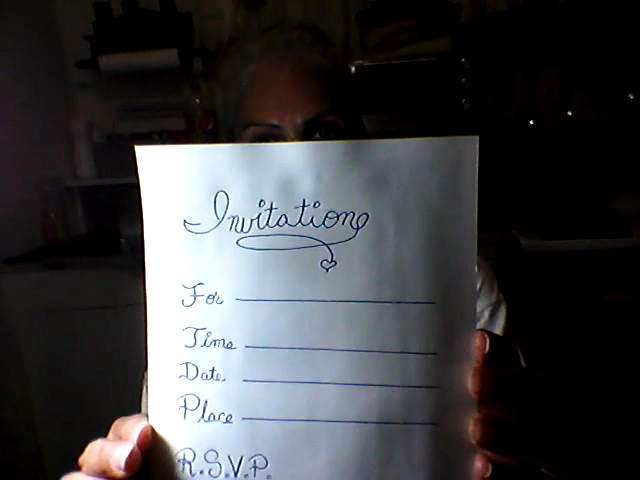 Invitation
For
Time
Date
Place
R.S.V.P.